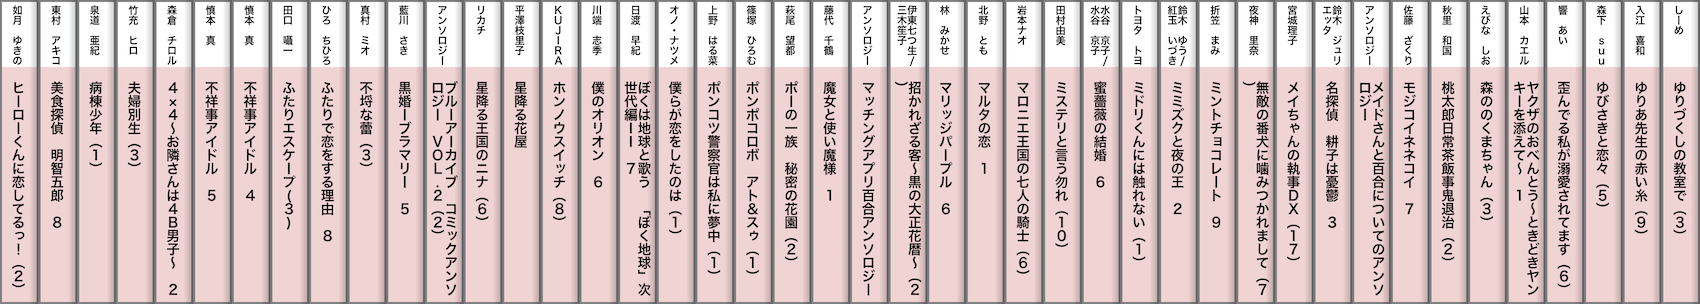 しーめ
ゆりづくしの教室で（３）
入江　喜和
ゆりあ先生の赤い糸（９）
森下　ｓｕｕ
ゆびさきと恋々（５）
響　あい
歪んでる私が溺愛されてます（６）
山本　カエル
ヤクザのおべんとう～ときどきヤン
キーを添えて～　１
えびな　しお
森ののくまちゃん（３）
秋里　和国
桃太郎日常茶飯事鬼退治（２）
佐藤　ざくり
モジコイネネコイ　７
アンソロジー
メイドさんと百合についてのアンソ
ロジー
鈴木　ジュリ
エッタ
名探偵　耕子は憂鬱　３
宮城理子
メイちゃんの執事ＤＸ（１７）
夜神　里奈
無敵の番犬に噛みつかれまして（７
）
折笠　まみ
ミントチョコレート　９
鈴木　ゆう／
紅玉　いづき
ミミズクと夜の王　２
トヨタ　トヨ
ミドリくんには触れない（１）
水谷　京子／
水谷　京子
蜜薔薇の結婚　６
田村由美
ミステリと言う勿れ（１０）
岩本ナオ
マロニエ王国の七人の騎士（６）
北野　とも
マルタの恋　１
林　みかせ
マリッジパープル　６
伊東七つ生／
三木笙子
招かれざる客～黒の大正花暦～（２
）
アンソロジー
マッチングアプリ百合アンソロジー
藤代　千鶴
魔女と使い魔様　１
萩尾　望都
ポーの一族　秘密の花園（２）
篠塚　ひろむ
ポンポコロボ　アト＆スゥ（１）
上野　はる菜
ポンコツ警察官は私に夢中（１）
オノ・ナツメ
僕らが恋をしたのは（１）
日渡　早紀
ぼくは地球と歌う　「ぼく地球」次
世代編ＩＩ　７
川端　志季
僕のオリオン　６
ＫＵＪＩＲＡ
ホンノウスイッチ（８）
平澤枝里子
星降る花屋
リカチ
星降る王国のニナ（６）
アンソロジー
ブルーアーカイブ　コミックアンソ
ロジー　ＶＯＬ．２（２）
藍川　さき
黒婚ーブラマリー　５
真村　ミオ
不埒な蕾（３）
ひろ　ちひろ
ふたりで恋をする理由　８
田口　囁一
ふたりエスケープ（３）
慎本　真
不祥事アイドル　４
慎本　真
不祥事アイドル　５
森倉　チロル
４×４～お隣さんは４Ｂ男子～　２
竹充　ヒロ
夫婦別生（３）
泉道　亜紀
病棟少年（１）
東村　アキコ
美食探偵　明智五郎　８
如月　ゆきの
ヒーローくんに恋してるっ！（２）